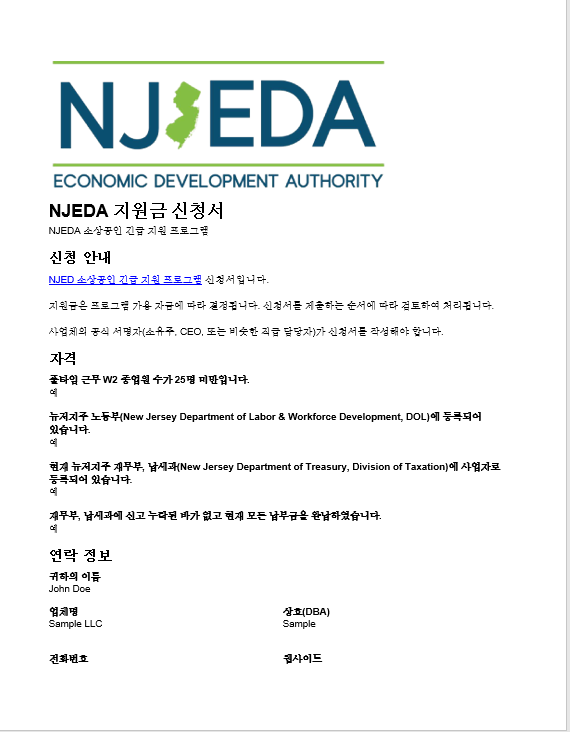 NJEDA
ECONOMIC DEVELOPMENT AUTHORITY
NJEDA 지원금 신청서
NJEDA 소상공인 긴급 지원 프로그램
신청 안내
NJED 소상공인 긴급 지원 프로그램 신청서입니다.
지원금은 프로그램 가용 자금에 따라 결정됩니다. 신청서를 제출하는 순서에 따라 검토하여 처리됩니다.
사업체의 공식 서명자(소유주, CEO, 또는 비슷한 직급 담당자)가 신청서를 작성해야 합니다.
자격
풀타임 근무 W2 종업원 수가 25명 미만입니다.
예
뉴저지주 노동부(New Jersey Department of Labor & Workforce Development, DOL)에 등록되어
있습니다.
예
현재 뉴저지주 재무부, 납세과(New Jersey Department of Treasury, Division of Taxation)에 사업자로
등록되어 있습니다.
예
재무부, 납세과에 신고 누락된 바가 없고 현재 모든 납부금을 완납하였습니다.
예
연락 정보
귀하의 이름
John Doe
업체명 상호(DBA)
Sample LLC Sample
전화번호 웹사이트